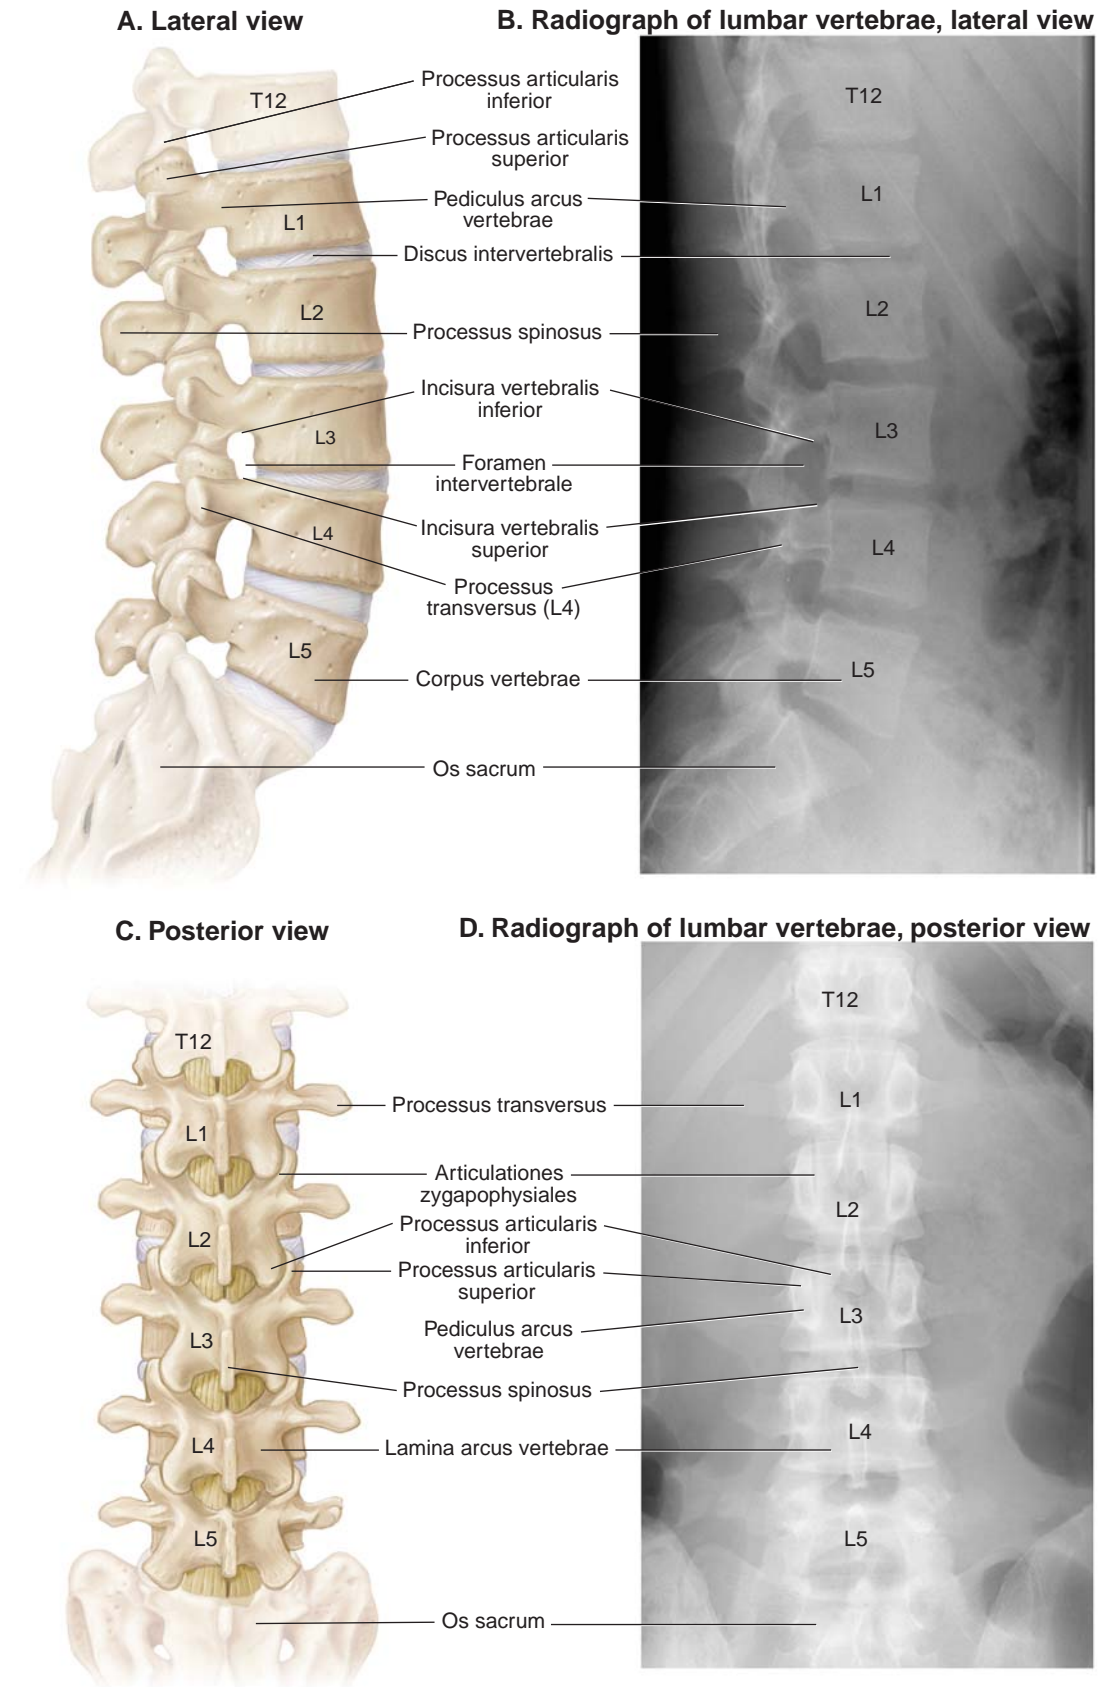 A. Lateral view
B. Radiograph of lumbar vertebrae, lateral view
Processus articularis
inferior
T12
T12
Processus articularis
superior
Pediculus arcus
vertebrae
L1
L1
Discus intervertebralis
L2
L2
Processus spinosus
Incisura vertebralis
inferior
L3
L3
Foramen
intervertebrale
Incisura vertebralis
superior
L4
L4
Processus
transversus (L4)
L5
L5
Corpus vertebrae
Os sacrum
C. Posterior view
D. Radiograph of lumbar vertebrae, posterior view
T12
T12
Processus transversus
L1
L1
Articulationes
zygapophysiales
L2
L2
Processus articularis
inferior
Processus articularis
superior
L3
L3
Pediculus arcus
vertebrae
Processus spinosus
L4
L4
Lamina arcus vertebrae
L5
L5
Os sacrum